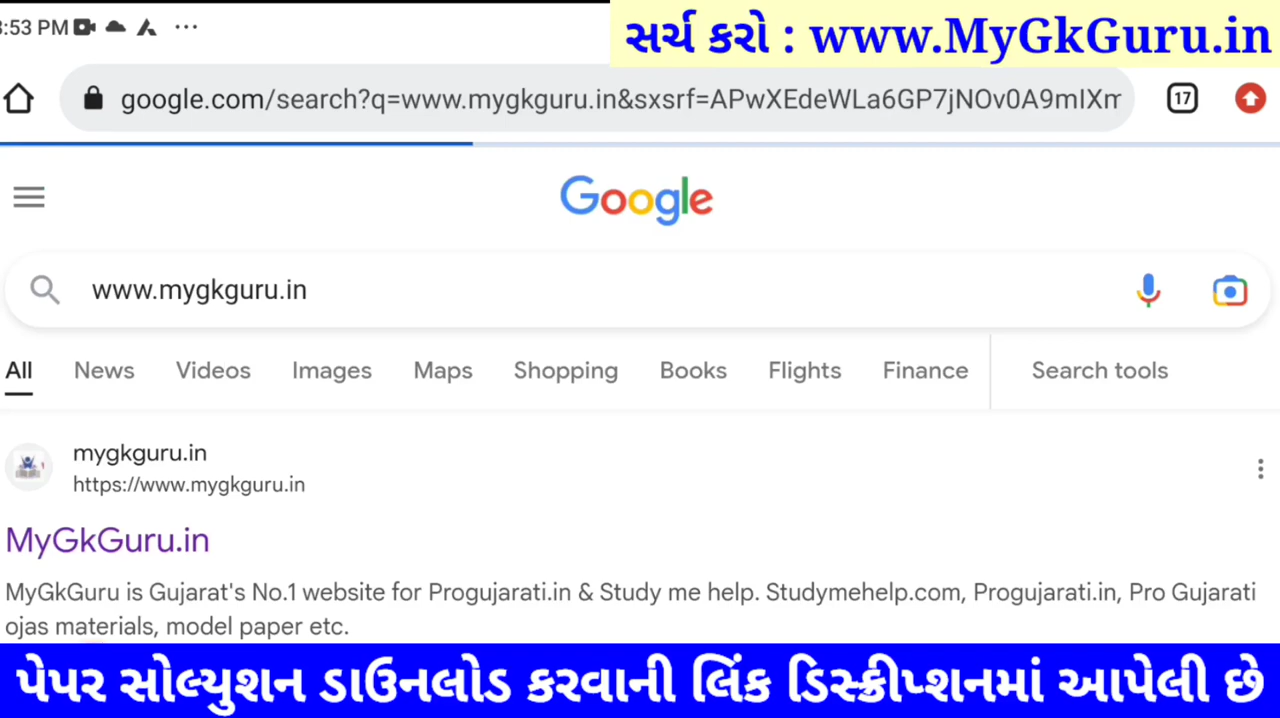 :53 PM
સર્ચ કરો : www.MyGkGuru.in
google.com/search?q=www.mygkguru.in&sxsrf=APwXEdeWLa6GP7jNOv0A9mIXm
17
Google
www.mygkguru.in
All News Videos Images Maps Shopping Books Flights Finance Search tools
mygkguru.in
https://www.mygkguru.in
MyGkGuru.in
MyGkGuru is Gujarat's No.1 website for Progujarati.in & Study me help. Studymehelp.com, Progujarati.in, Pro Gujarati
ojas materials, model paper etc.
પેપર સોલ્યુશન ડાઉનલોડ કરવાની લિંક ડિસ્ક્રીપ્શનમાં આપેલી છે